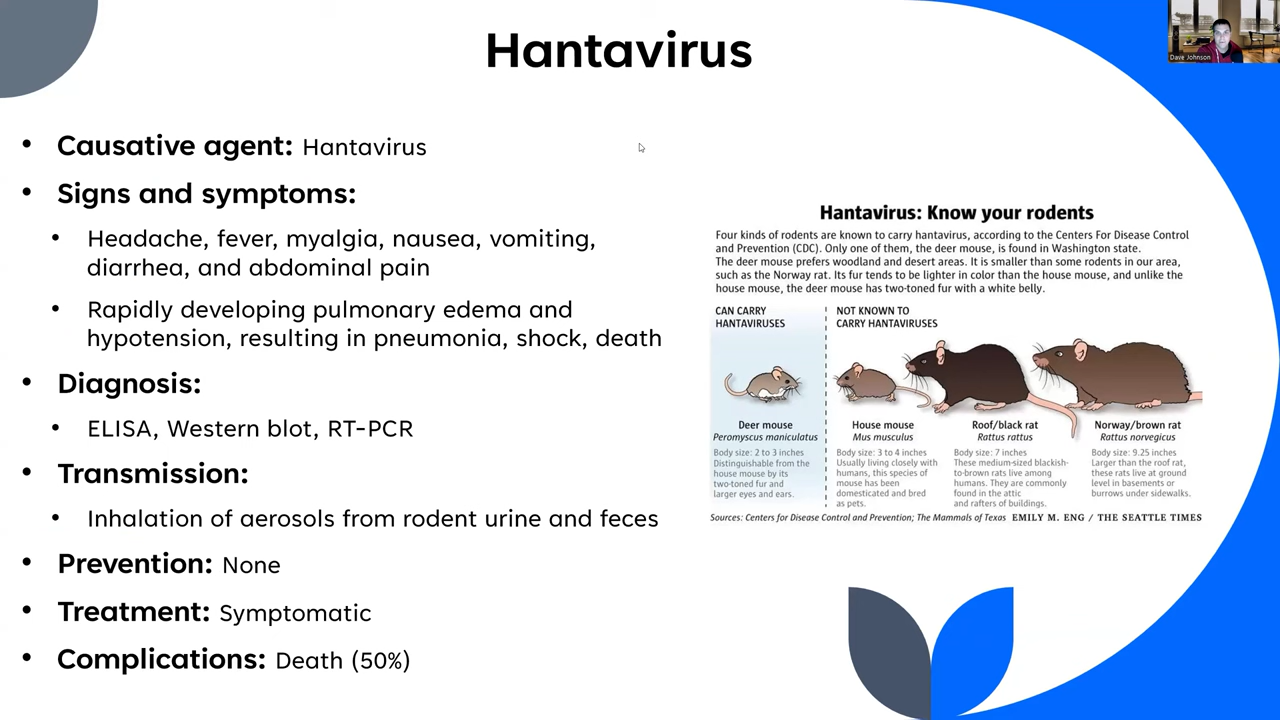 Hantavirus
Dave Johnson
• Causative agent: Hantavirus
• Signs and symptoms:
• Headache, fever, myalgia, nausea, vomiting,
diarrhea, and abdominal pain
• Rapidly developing pulmonary edema and
hypotension, resulting in pneumonia, shock, death
• Diagnosis:
• ELISA, Western blot, RT-PCR
• Transmission:
• Inhalation of aerosols from rodent urine and feces
• Prevention: None
• Treatment: Symptomatic
• Complications: Death (50%)
Hantavirus: Know your rodents
Four kinds of rodents are known to carry hantavirus, according to the Centers For Disease Control
and Prevention (CDC). Only one of them, the deer mouse, is found in Washington state.
The deer mouse prefers woodland and desert areas. It is smaller than some rodents in our area,
such as the Norway rat. Its fur tends to be lighter in color than the house mouse, and unlike the
house mouse, the deer mouse has two-toned fur with a white belly.
CAN CARRY
HANTAVIRUSES
NOT KNOWN TO
CARRY HANTAVIRUSES
Deer mouse
Peromyscus maniculatus
Body size: 2 to 3 inches
Distinguishable from the
house mouse by its
two-toned fur and
larger eyes and ears.
House mouse
Mus musculus
Body size: 3 to 4 inches
Usually living closely with
humans, this species of
mouse has been
domesticated and bred
as pets.
Roof/black rat
Rattus rattus
Body size: 7 inches
These medium-sized blackish-
to-brown rats live among
humans. They are commonly
found in the attic
and rafters of buildings.
Norway/brown rat
Rattus norvegicus
Body size: 9.25 inches
Larger than the roof rat,
these rats live at ground
level in basements or
burrows under sidewalks.
Sources: Centers for Disease Control and Prevention; The Mammals of Texas EMILY M. ENG / THE SEATTLE TIMES